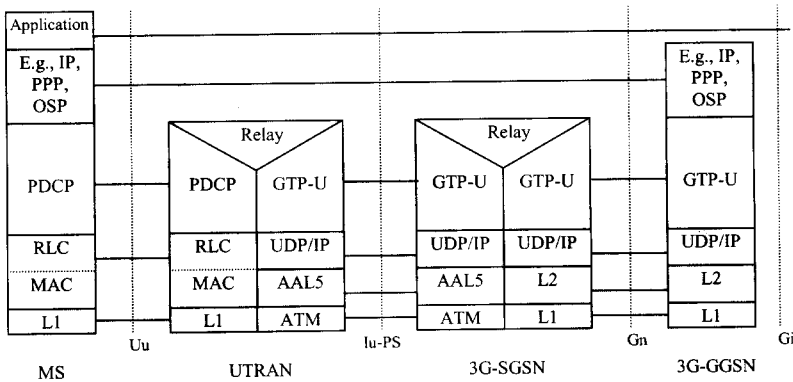 Application
E.g., IP,
PPP,
OSP
E.g., IP,
PPP,
OSP
Relay
Relay
PDCP
PDCP
GTP-U
GTP-U
GTP-U
GTP-U
RLC
RLC
UDP/IP
UDP/IP
UDP/IP
UDP/IP
MAC
MAC
AAL5
AAL5
L2
L2
L1
L1
ATM
ATM
L1
L1
Uu
Iu-PS
Gn
Gi
MS
UTRAN
3G-SGSN
3G-GGSN